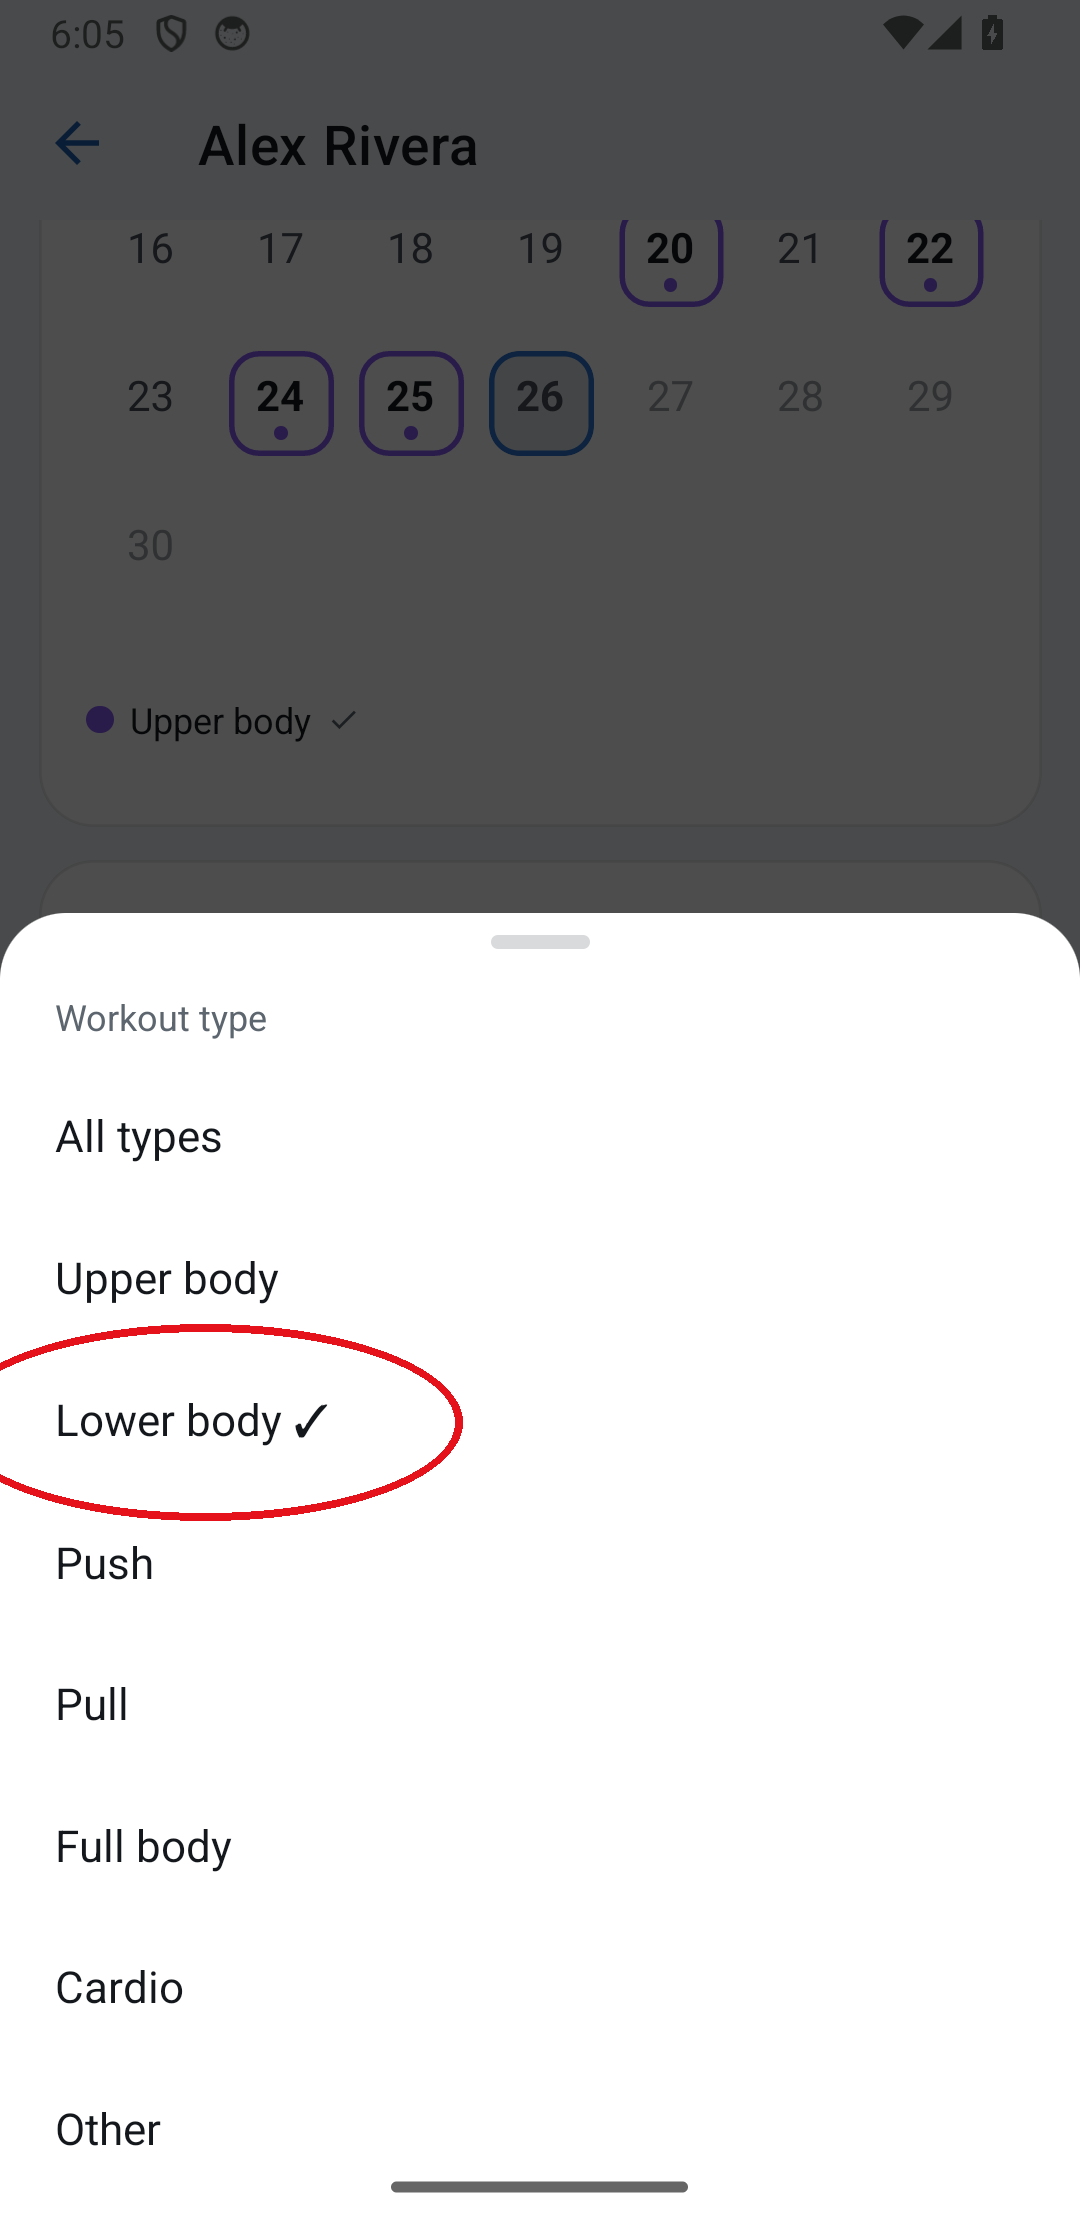 6:05
Alex Rivera
16 17 18 19 20 21 22
23 24 25 26 27 28 29
30
Upper body ✓
Workout type
All types
Upper body
Lower body ✓
Push
Pull
Full body
Cardio
Other